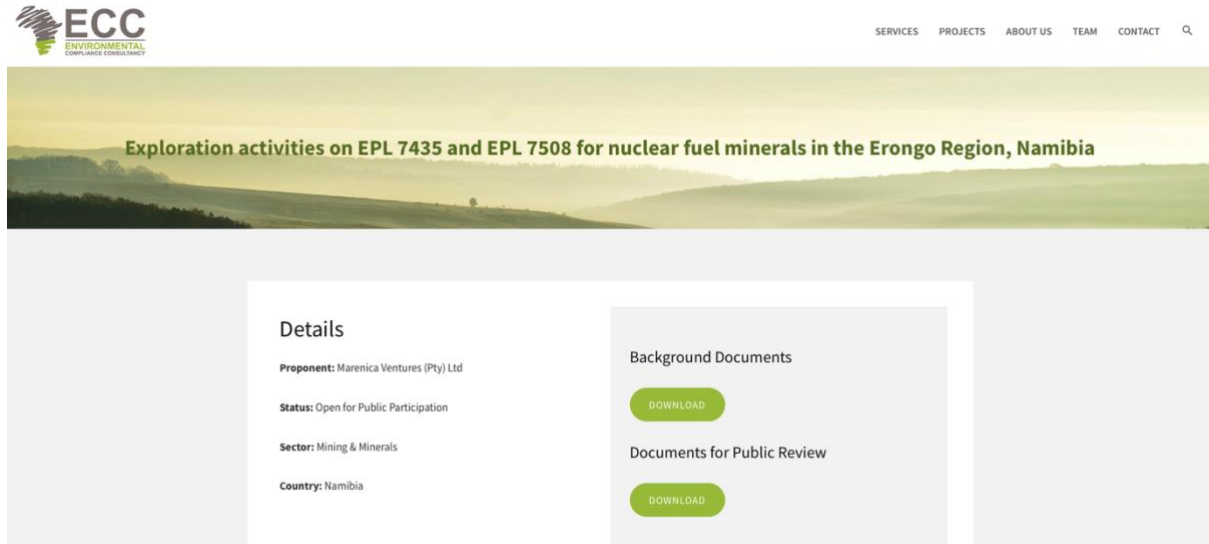 ECC
ENVIRONMENTAL
COMPLIANCE CONSULTANCY
SERVICES PROJECTS ABOUT US TEAM CONTACT
Exploration activities on EPL 7435 and EPL 7508 for nuclear fuel minerals in the Erongo Region, Namibia
Details
Proponent: Marenica Ventures (Pty) Ltd
Status: Open for Public Participation
Sector: Mining & Minerals
Country: Namibia
Background Documents
DOWNLOAD
Documents for Public Review
DOWNLOAD